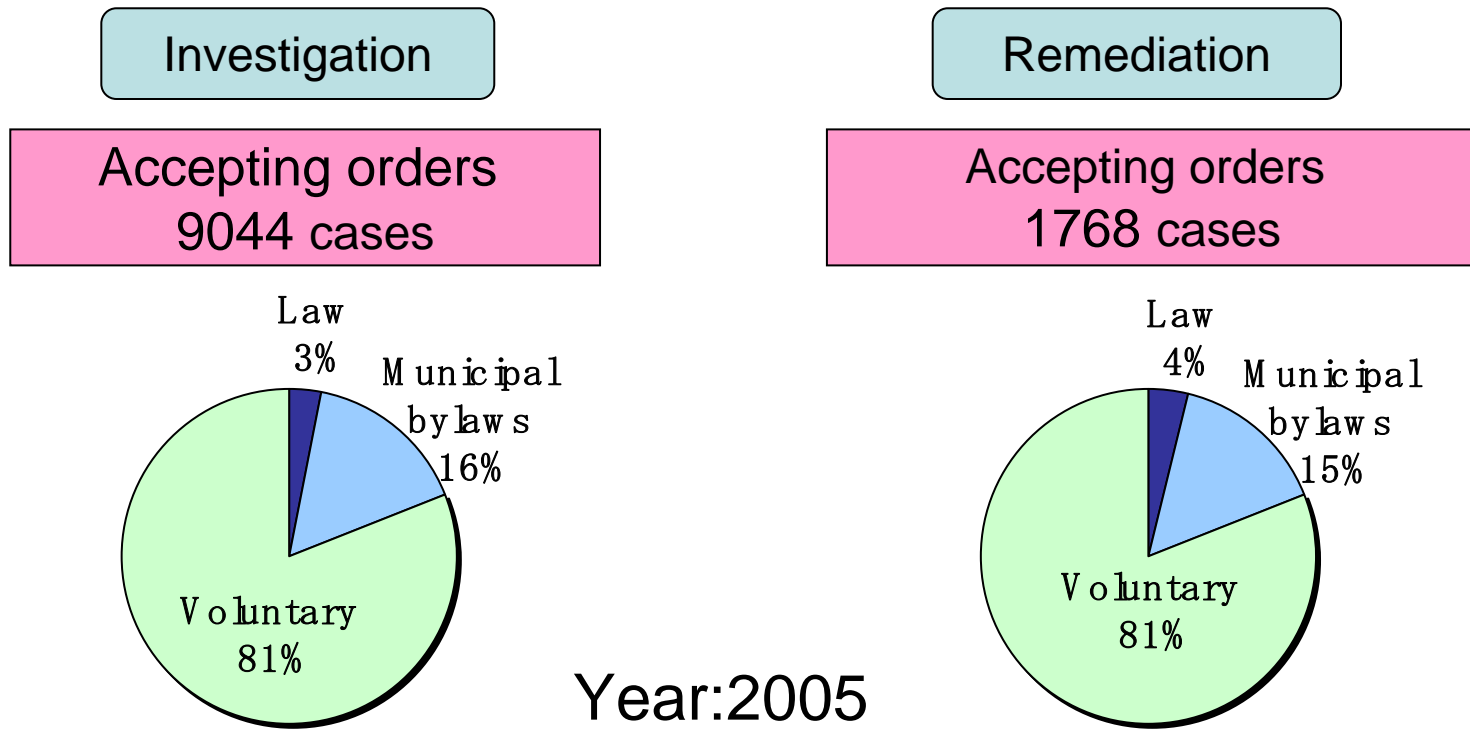 Investigation
Accepting orders
9044 cases
Law
3%
Municipal
bylaws
16%
Voluntary
81%
Remediation
Accepting orders
1768 cases
Law
4%
Municipal
bylaws
15%
Voluntary
81%
Year:2005